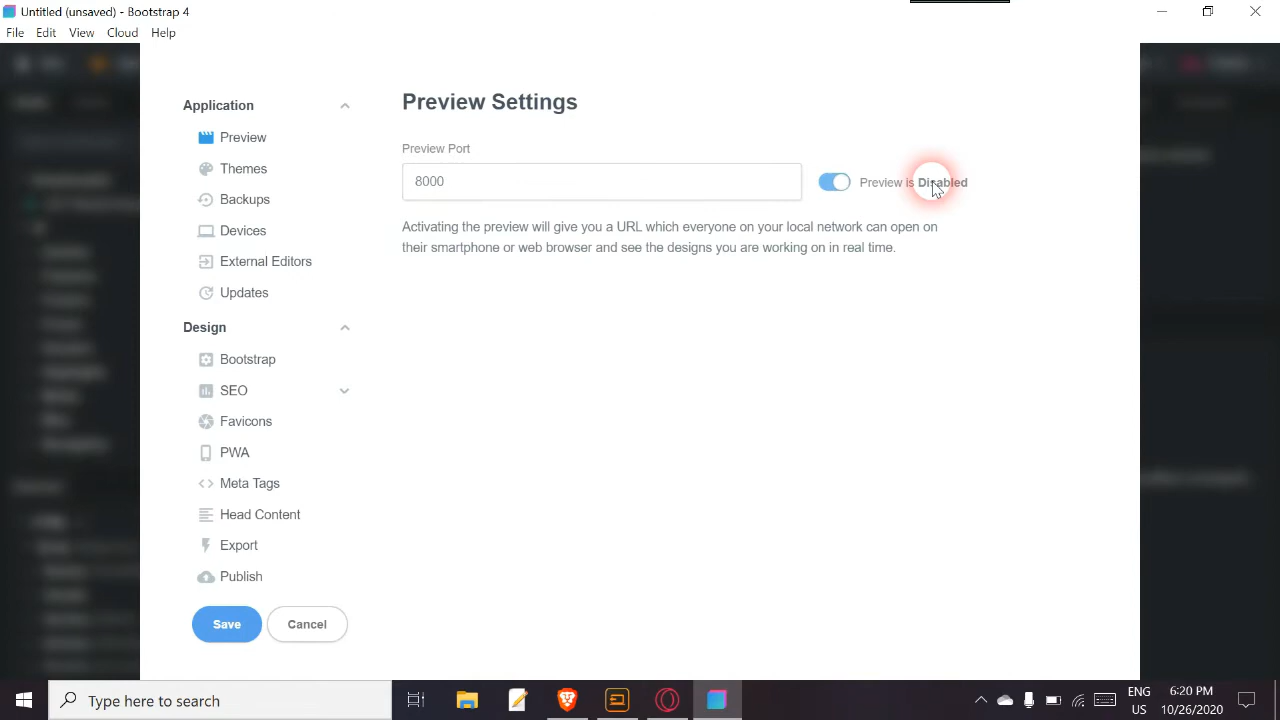 Untitled (unsaved) - Bootstrap 4
File Edit View Cloud Help
Application
Preview
Themes
Backups
Devices
External Editors
Updates
Design
Bootstrap
SEO
Favicons
PWA
Meta Tags
Head Content
Export
Publish
Save Cancel
Preview Settings
Preview Port
8000
Preview is Disabled
Activating the preview will give you a URL which everyone on your local network can open on
their smartphone or web browser and see the designs you are working on in real time.
Type here to search
ENG
US
6:20 PM
10/26/2020